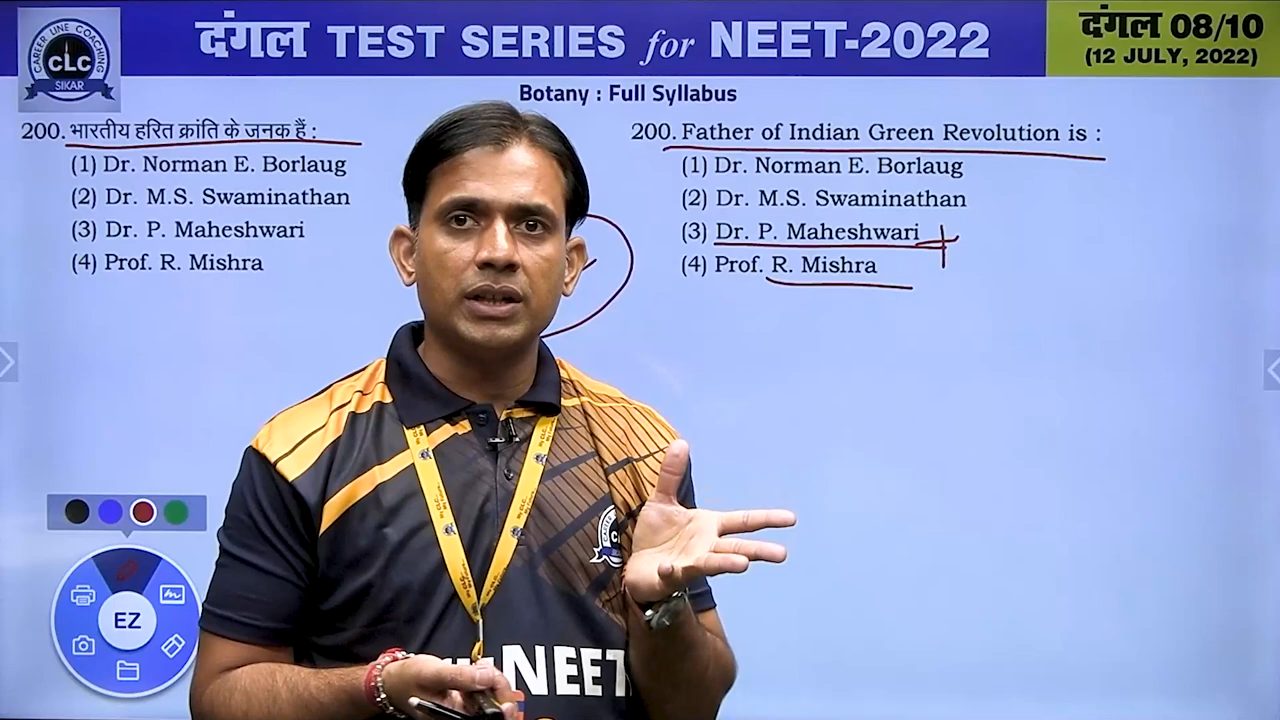 दंगल TEST SERIES for NEET-2022
दंगल 08/10
(12 JULY, 2022)
CAREER LINE COACHING
CLC
SIKAR
Botany : Full Syllabus
200. भारतीय हरित क्रांति के जनक हैं :
(1) Dr. Norman E. Borlaug
(2) Dr. M.S. Swaminathan
(3) Dr. P. Maheshwari
(4) Prof. R. Mishra
200. Father of Indian Green Revolution is :
(1) Dr. Norman E. Borlaug
(2) Dr. M.S. Swaminathan
(3) Dr. P. Maheshwari
(4) Prof. R. Mishra
EZ
NEET